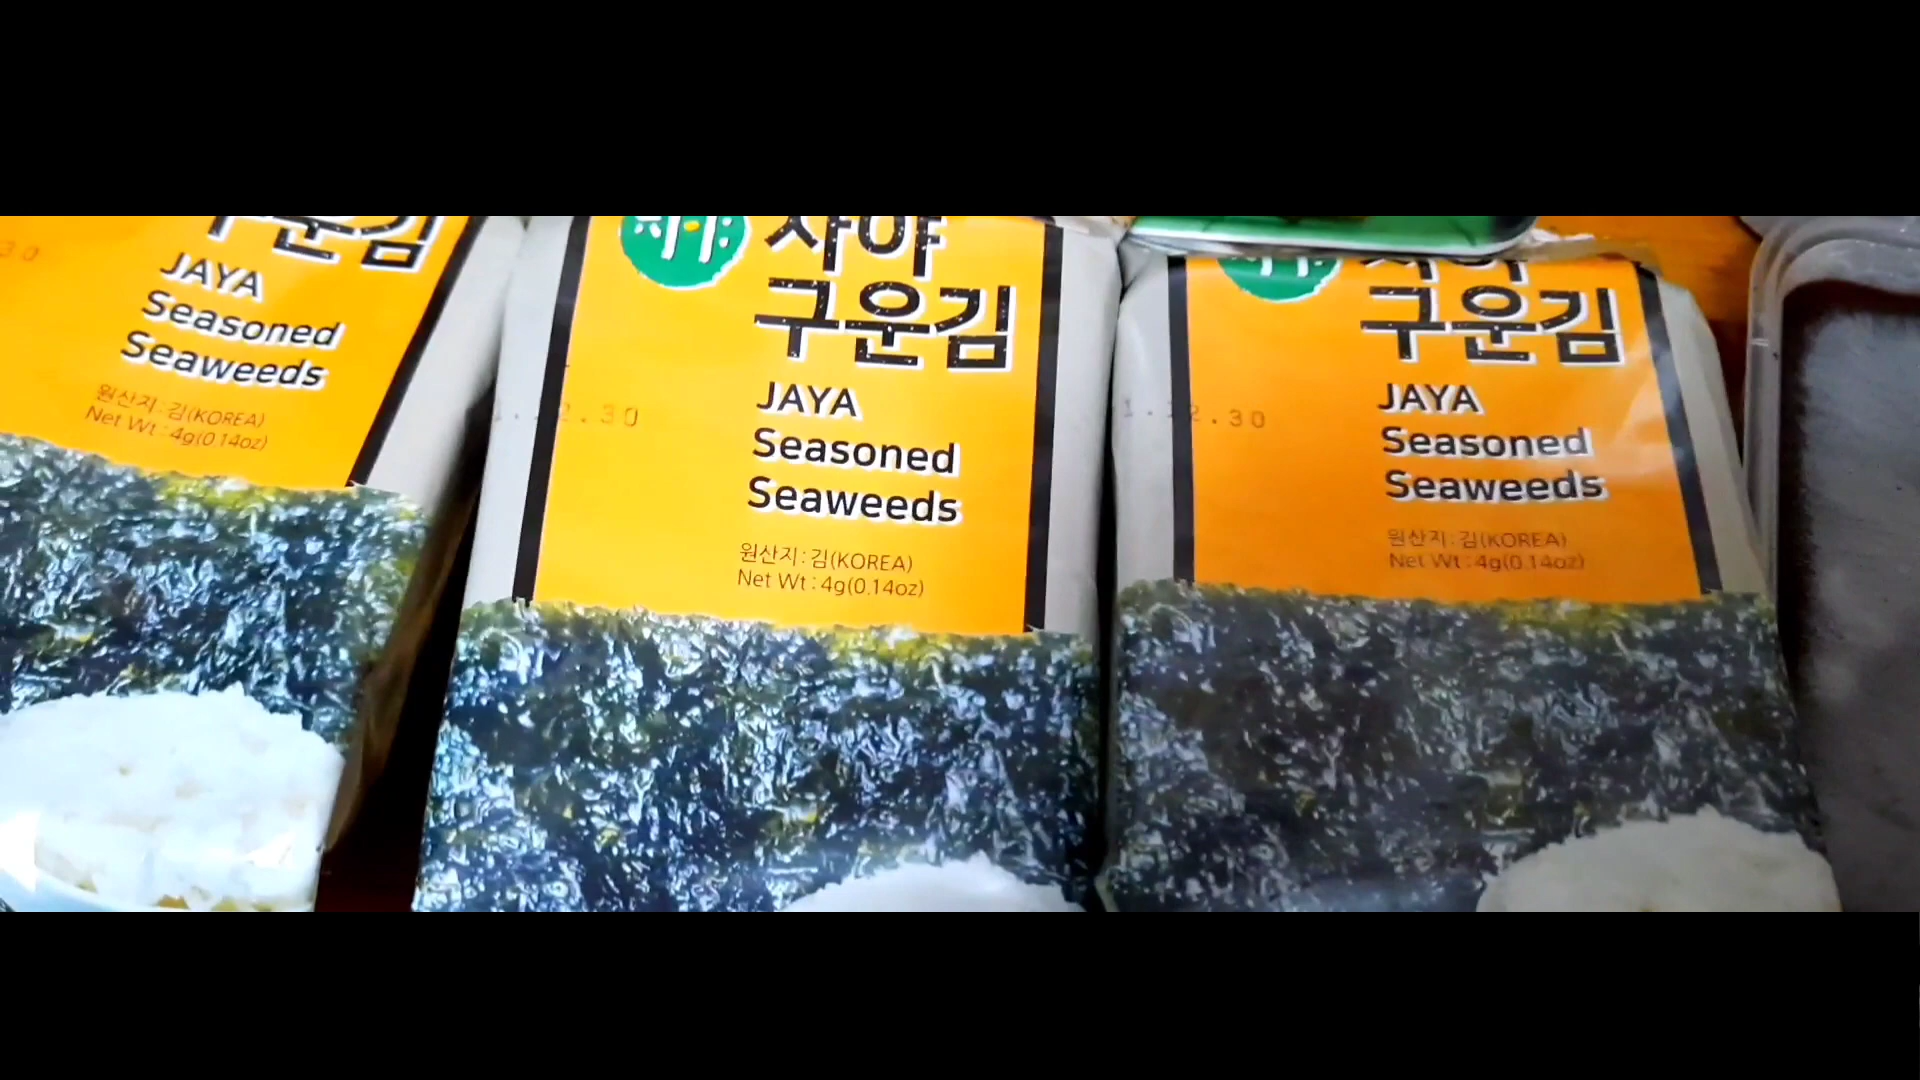 구운김
JAYA
Seasoned
Seaweeds
원산지:김(KOREA)
Net Wt:4g(0.14oz)
자야
구운김
JAYA
Seasoned
Seaweeds
원산지:김(KOREA)
Net Wt:4g(0.14oz)
구운김
JAYA
Seasoned
Seaweeds
원산지:김(KOREA)
Net Wt:4g(0.14oz)